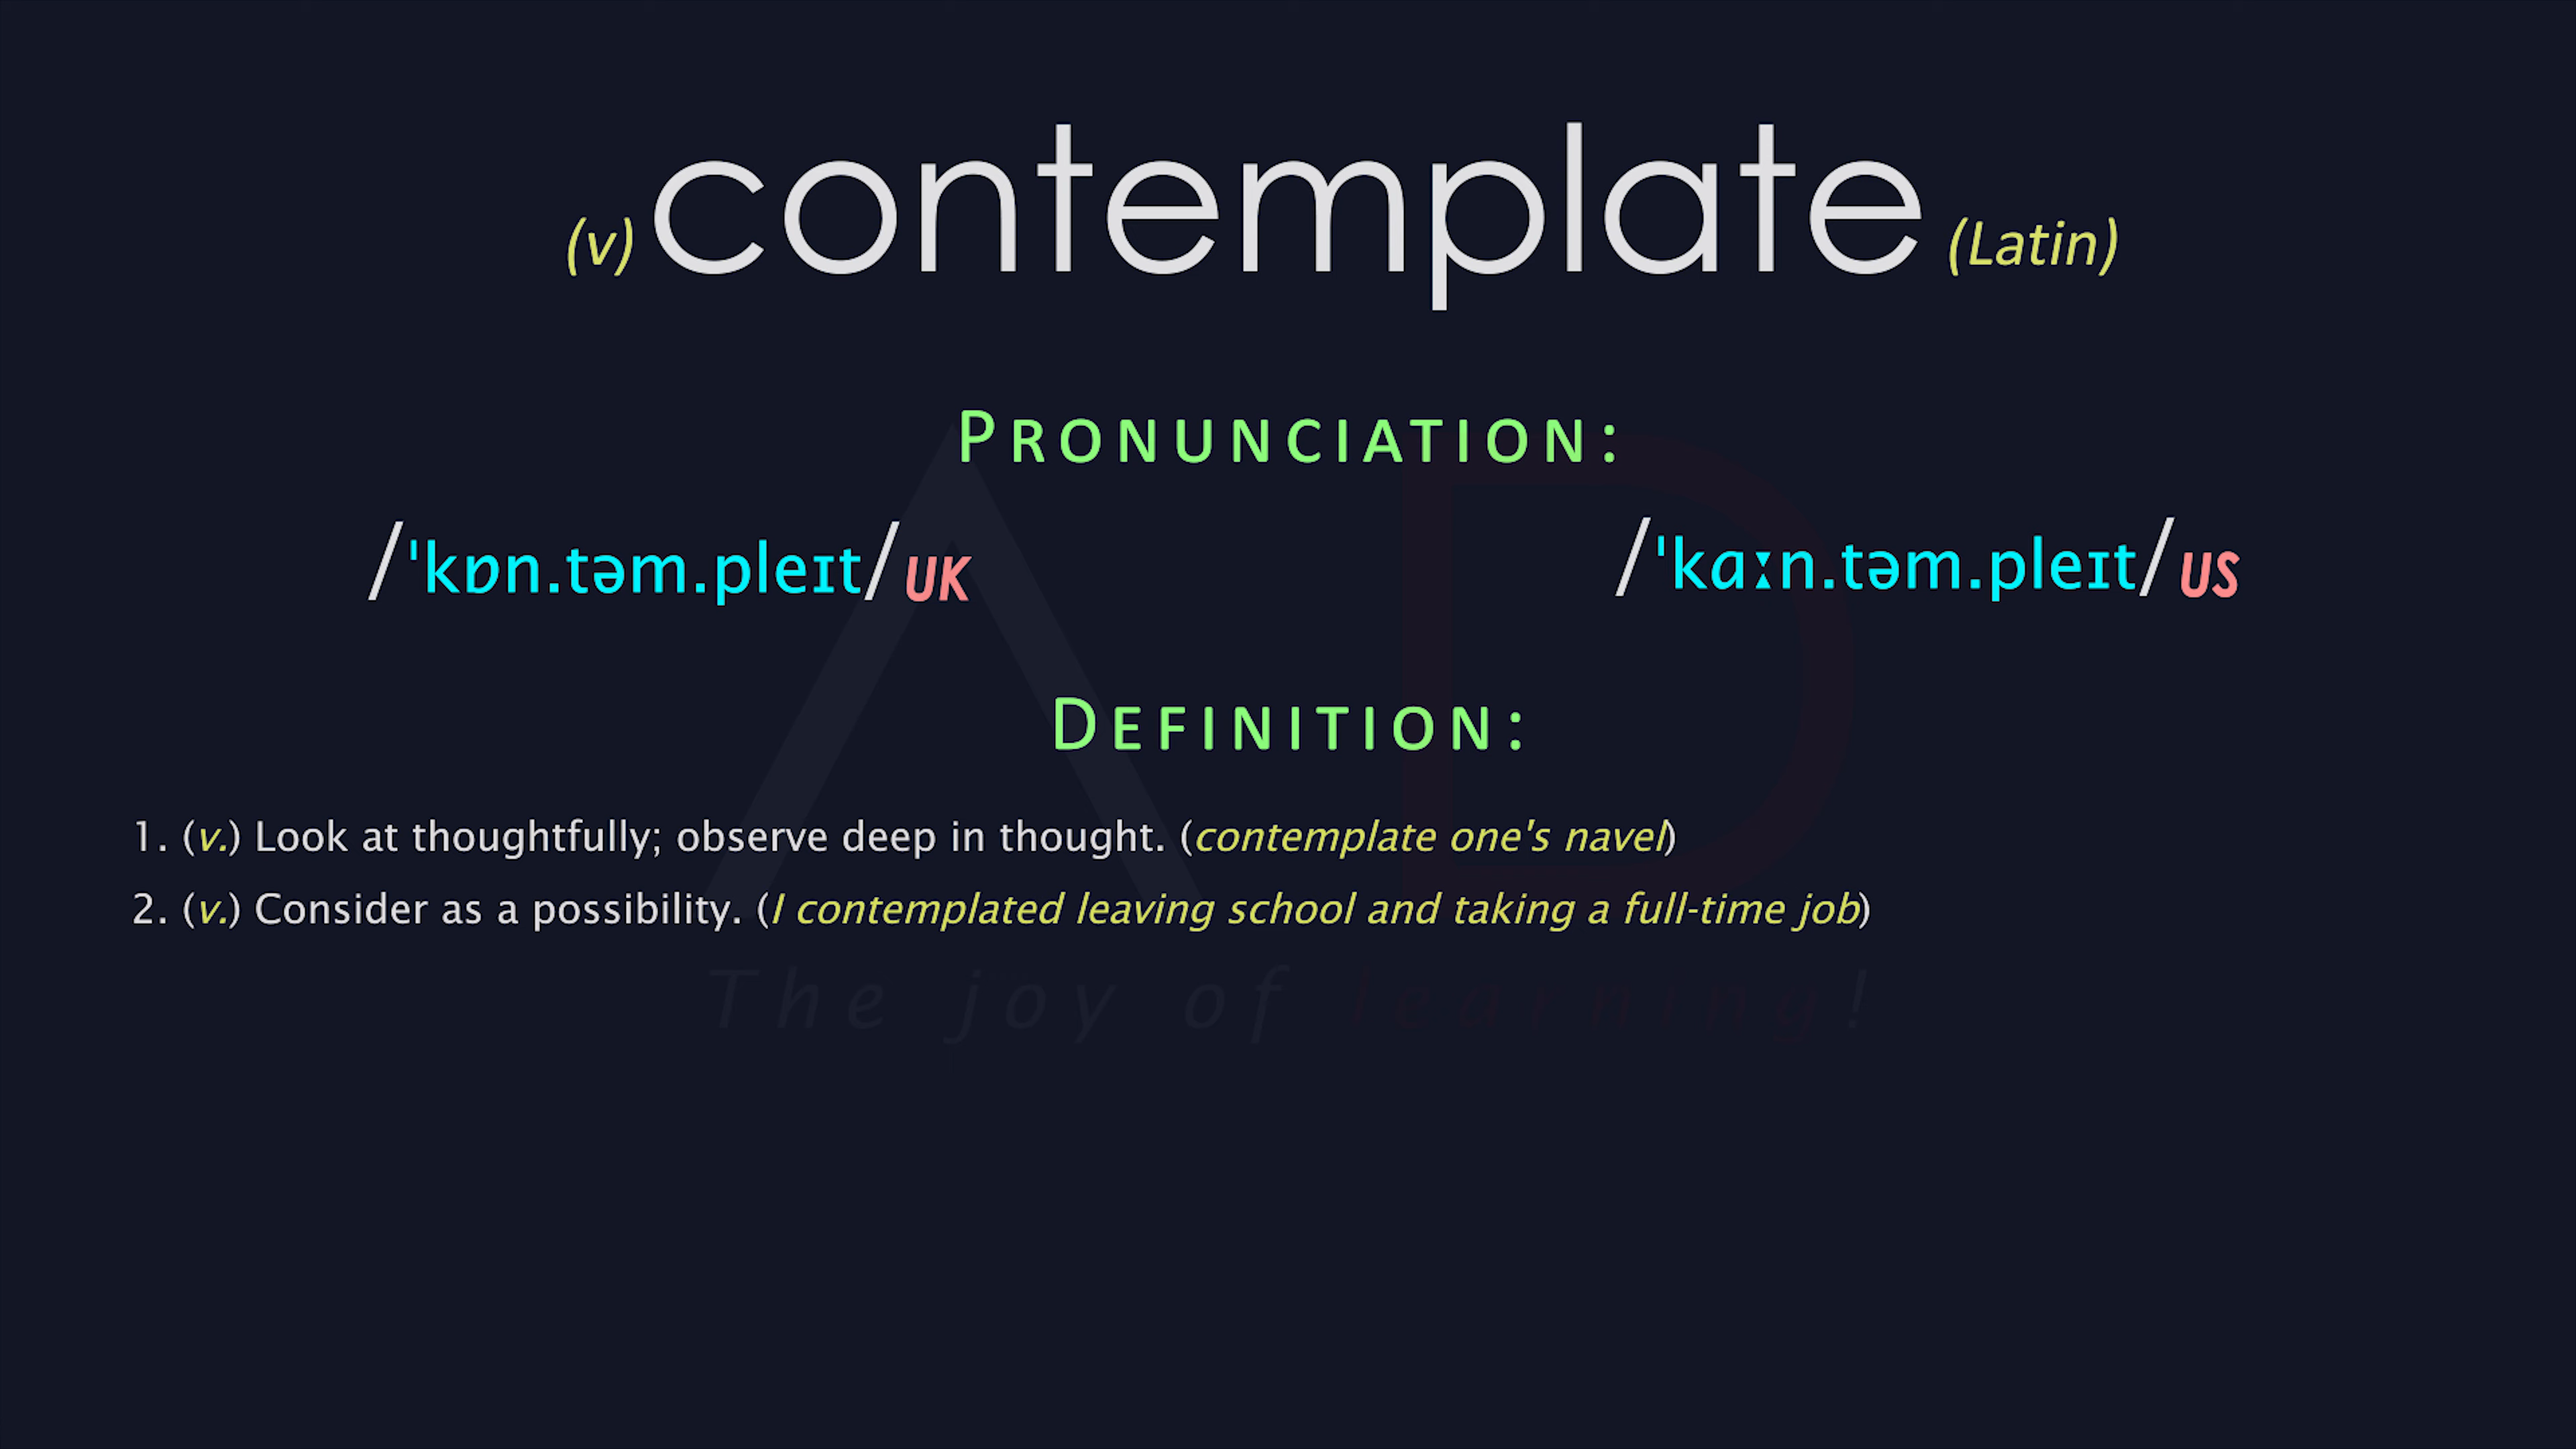 (v) contemplate (Latin)
PRONUNCIATION:
/ˈkɒn.təm.pleɪt/ UK
/ˈkɑːn.təm.pleɪt/ US
DEFINITION:
1. (v.) Look at thoughtfully; observe deep in thought. (contemplate one's navel)
2. (v.) Consider as a possibility. (I contemplated leaving school and taking a full-time job)
The joy of learning!